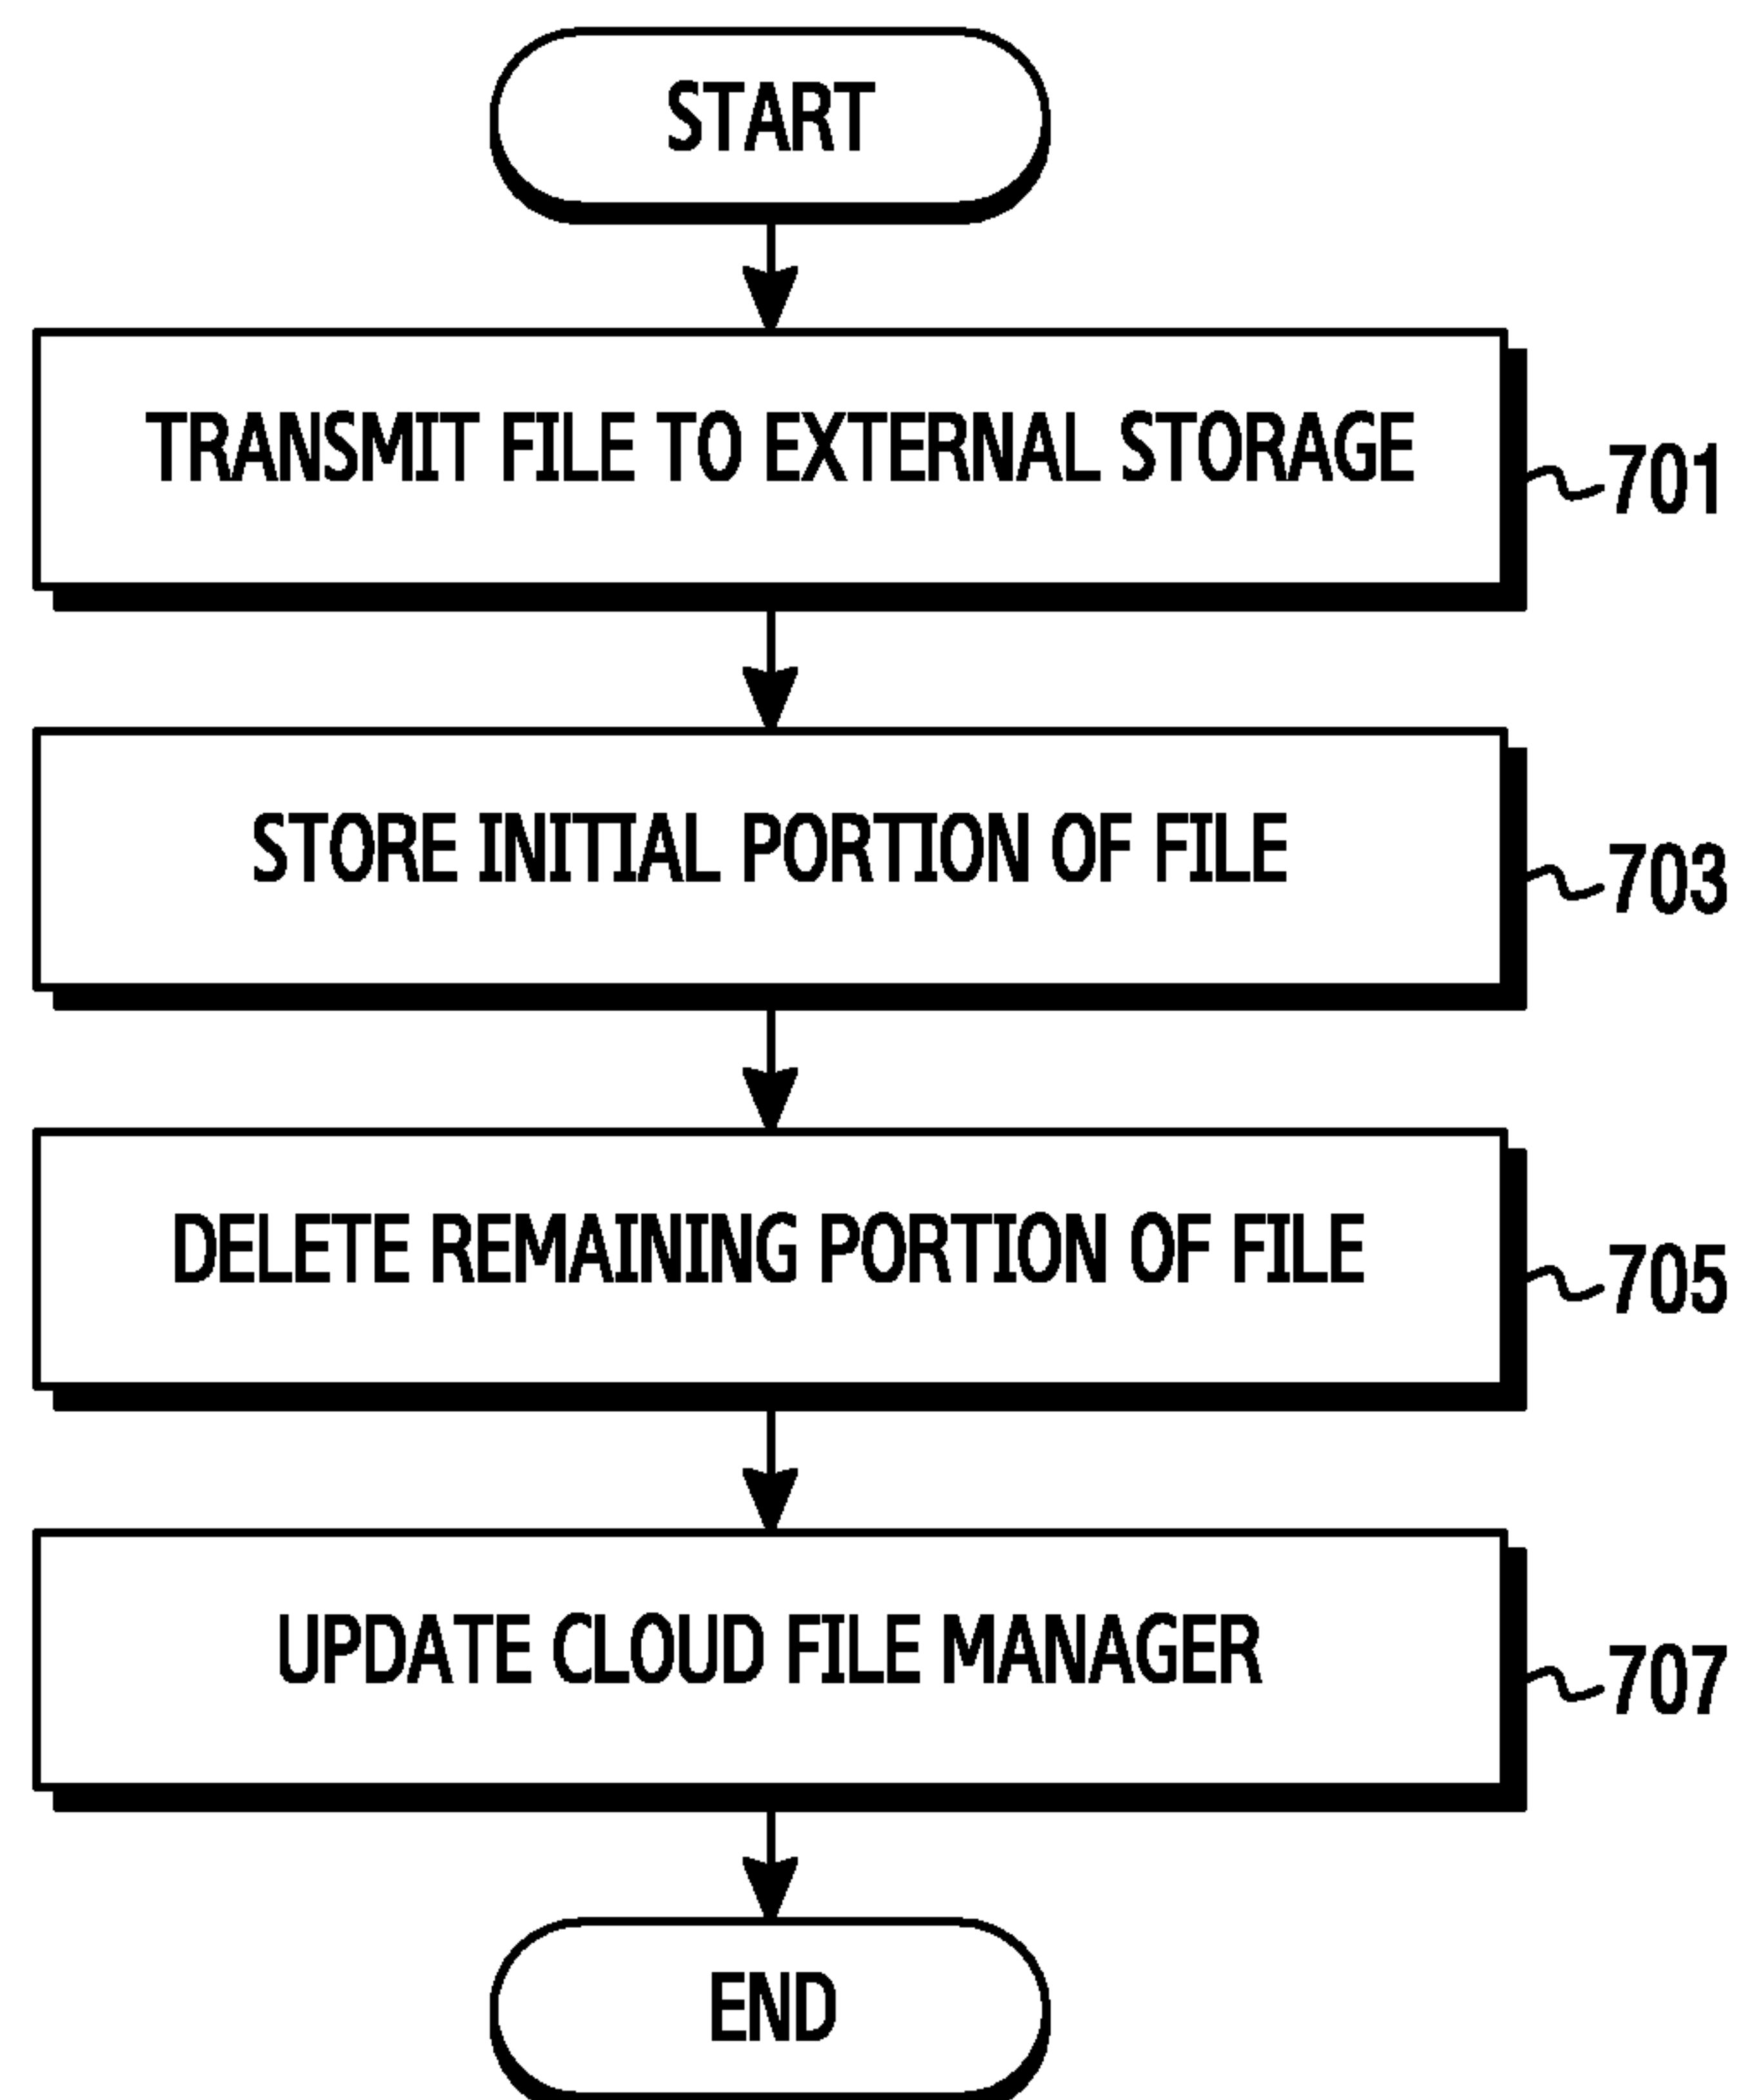 START
TRANSMIT FILE TO EXTERNAL STORAGE
701
STORE INITIAL PORTION OF FILE
703
DELETE REMAINING PORTION OF FILE
705
UPDATE CLOUD FILE MANAGER
707
END